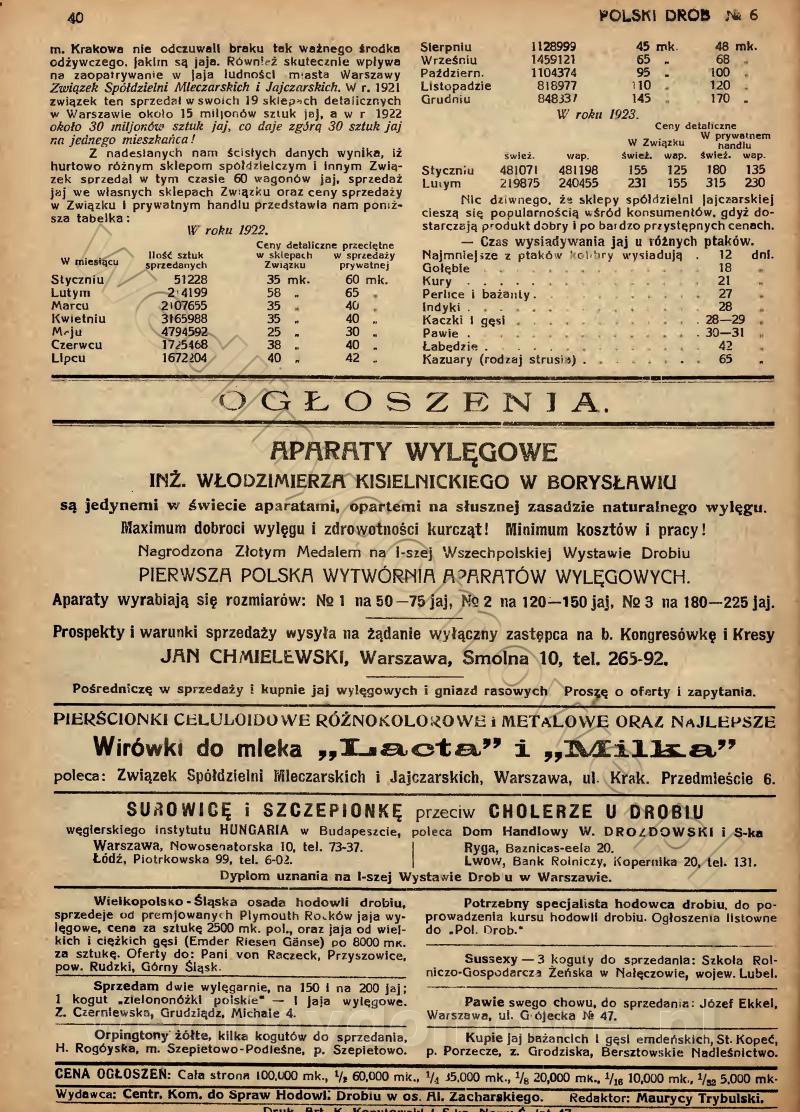 40
POLSKI DROB № 6
m. Krakowa nie odczuwali braku tak ważnego środka
odżywczego, jakim są jaja. Również skutecznie wpływa
na zaopatrywanie w jaja ludności miasta Warszawy
Związek Spółdzielni Mleczarskich i Jajczarskich. W r. 1921
związek ten sprzedał w swoich 19 sklepach detalicznych
w Warszawie około 15 miljonów sztuk jaj, a w r 1922
około 30 miljonów sztuk jaj, co daje zgórą 30 sztuk jaj
na jednego mieszkańca!
Z nadesłanych nam ścisłych danych wynika, iż
hurtowo różnym sklepom spółdzielczym i innym Zwią-
zek sprzedał w tym czasie 60 wagonów jaj, sprzedaż
jaj we własnych sklepach Związku oraz ceny sprzedaży
w Związku i prywatnym handlu przedstawia nam poniż-
sza tabelka:
W roku 1922.
W miesiącu Ilość sztuk sprzedanych Ceny detaliczne przeciętne w sklepach Związku w sprzedaży prywatnej
Styczniu 51228 35 mk. 60 mk.
Lutym 2 4199 58 „ 65 „
Marcu 2107655 35 „ 40 „
Kwietniu 3165988 35 „ 40 „
Maju 4794592 25 „ 30 „
Czerwcu 1725468 38 „ 40 „
Lipcu 1672204 40 „ 42 „
Sierpniu 1128999 45 mk. 48 mk.
Wrześniu 1459121 65 „ 68 „
Październ. 1104374 95 „ 100 „
Listopadzie 818977 110 „ 120 „
Grudniu 848337 145 „ 170 „
W roku 1923.
Ceny detaliczne
W Związku W prywatnem handlu
śwież. wap. śwież. wap. śwież. wap.
Styczniu 481071 481198 155 125 180 135
Lutym 219875 240455 231 155 315 230
Nic dziwnego, że sklepy spółdzielni jajczarskiej
cieszą się popularnością wśród konsumentów, gdyż do-
starczają produkt dobry i po bardzo przystępnych cenach.
— Czas wysiadywania jaj u różnych ptaków.
Najmniejsze z ptaków kolibry wysiadują . 12 dni.
Gołębie . . . 18 „
Kury . . . 21 „
Perlice i bażanty . . . 27 „
Indyki . . . 28 „
Kaczki i gęsi . . . 28—29 „
Pawie . . . 30—31 „
Łabędzie . . . 42 „
Kazuary (rodzaj strusia) . . . 65 „
OGŁOSZENIA.
APARATY WYLĘGOWE
INŻ. WŁODZIMIERZA KISIELNICKIEGO W BORYSŁAWIU
są jedynemi w świecie aparatami, opartemi na słusznej zasadzie naturalnego wylęgu.
Maximum dobroci wylęgu i zdrowotności kurcząt! Minimum kosztów i pracy!
Nagrodzona Złotym Medalem na I-szej Wszechpolskiej Wystawie Drobiu
PIERWSZA POLSKA WYTWÓRNIA APARATÓW WYLĘGOWYCH.
Aparaty wyrabiają się rozmiarów: № 1 na 50—75 jaj, № 2 na 120—150 jaj, № 3 na 180—225 jaj.
Prospekty i warunki sprzedaży wysyła na żądanie wyłączny zastępca na b. Kongresówkę i Kresy
JAN CHMIELEWSKI, Warszawa, Smolna 10, tel. 265-92.
Pośredniczę w sprzedaży i kupnie jaj wylęgowych i gniazd rasowych Proszę o oferty i zapytania.
PIERŚCIONKI CELULOIDOWE RÓŻNOKOLOROWE i METALOWE ORAZ NAJLEPSZE
Wirówki do mleka „Lacta” i „Milka”
poleca: Związek Spółdzielni Mleczarskich i Jajczarskich, Warszawa, ul. Krak. Przedmieście 6.
SUROWICĘ i SZCZEPIONKĘ przeciw CHOLERZE U DROBIU
węgierskiego instytutu HUNGARIA w Budapeszcie, poleca Dom Handlowy W. DROZDOWSKI i S-ka
Warszawa, Nowosenatorska 10, tel. 73-37.
Łódź, Piotrkowska 99, tel. 6-02.
Ryga, Baznicas-eela 20.
Lwów, Bank Rolniczy, Kopernika 20, tel. 131.
Dyplom uznania na I-szej Wystawie Drobiu w Warszawie.
Wielkopolsko-Śląska osada hodowli drobiu,
sprzedeje od premjowanych Plymouth Rocków jaja wy-
lęgowe, cena za sztukę 2500 mk. pol., oraz jaja od wiel-
kich i ciężkich gęsi (Emder Riesen Gänse) po 8000 mk.
za sztukę. Oferty do: Pani von Raczeck, Przyszowice,
pow. Rudzki, Górny Śląsk.
Sprzedam dwie wylęgarnie, na 150 i na 200 jaj;
1 kogut „zielononóżki polskie“ — i jaja wylęgowe.
Z. Czerniewska, Grudziądz, Michale 4.
Orpingtony żółte, kilka kogutów do sprzedania,
H. Rogóyska, m. Szepietowo-Podleśne, p. Szepietowo.
Potrzebny specjalista hodowca drobiu, do po-
prowadzenia kursu hodowli drobiu. Ogłoszenia listowne
do „Pol. Drob.“
Sussexy — 3 koguty do sprzedania: Szkoła Rol-
niczo-Gospodarcza Żeńska w Nałęczowie, wojew. Lubel.
Pawie swego chowu, do sprzedania: Józef Ekkel,
Warszawa, ul. Grójecka № 47.
Kupię jaj bażancich i gęsi emdeńskich, St. Kopeć,
p. Porzecze, z. Grodziska, Bersztowskie Nadleśnictwo.
CENA OGŁOSZEŃ: Cała strona 100,000 mk., 1/2 60,000 mk., 1/4 35,000 mk., 1/8 20,000 mk., 1/16 10,000 mk., 1/32 5,000 mk.
Wydawca: Centr. Kom. do Spraw Hodowli Drobiu w os. Al. Zacharskiego. Redaktor: Maurycy Trybulski.